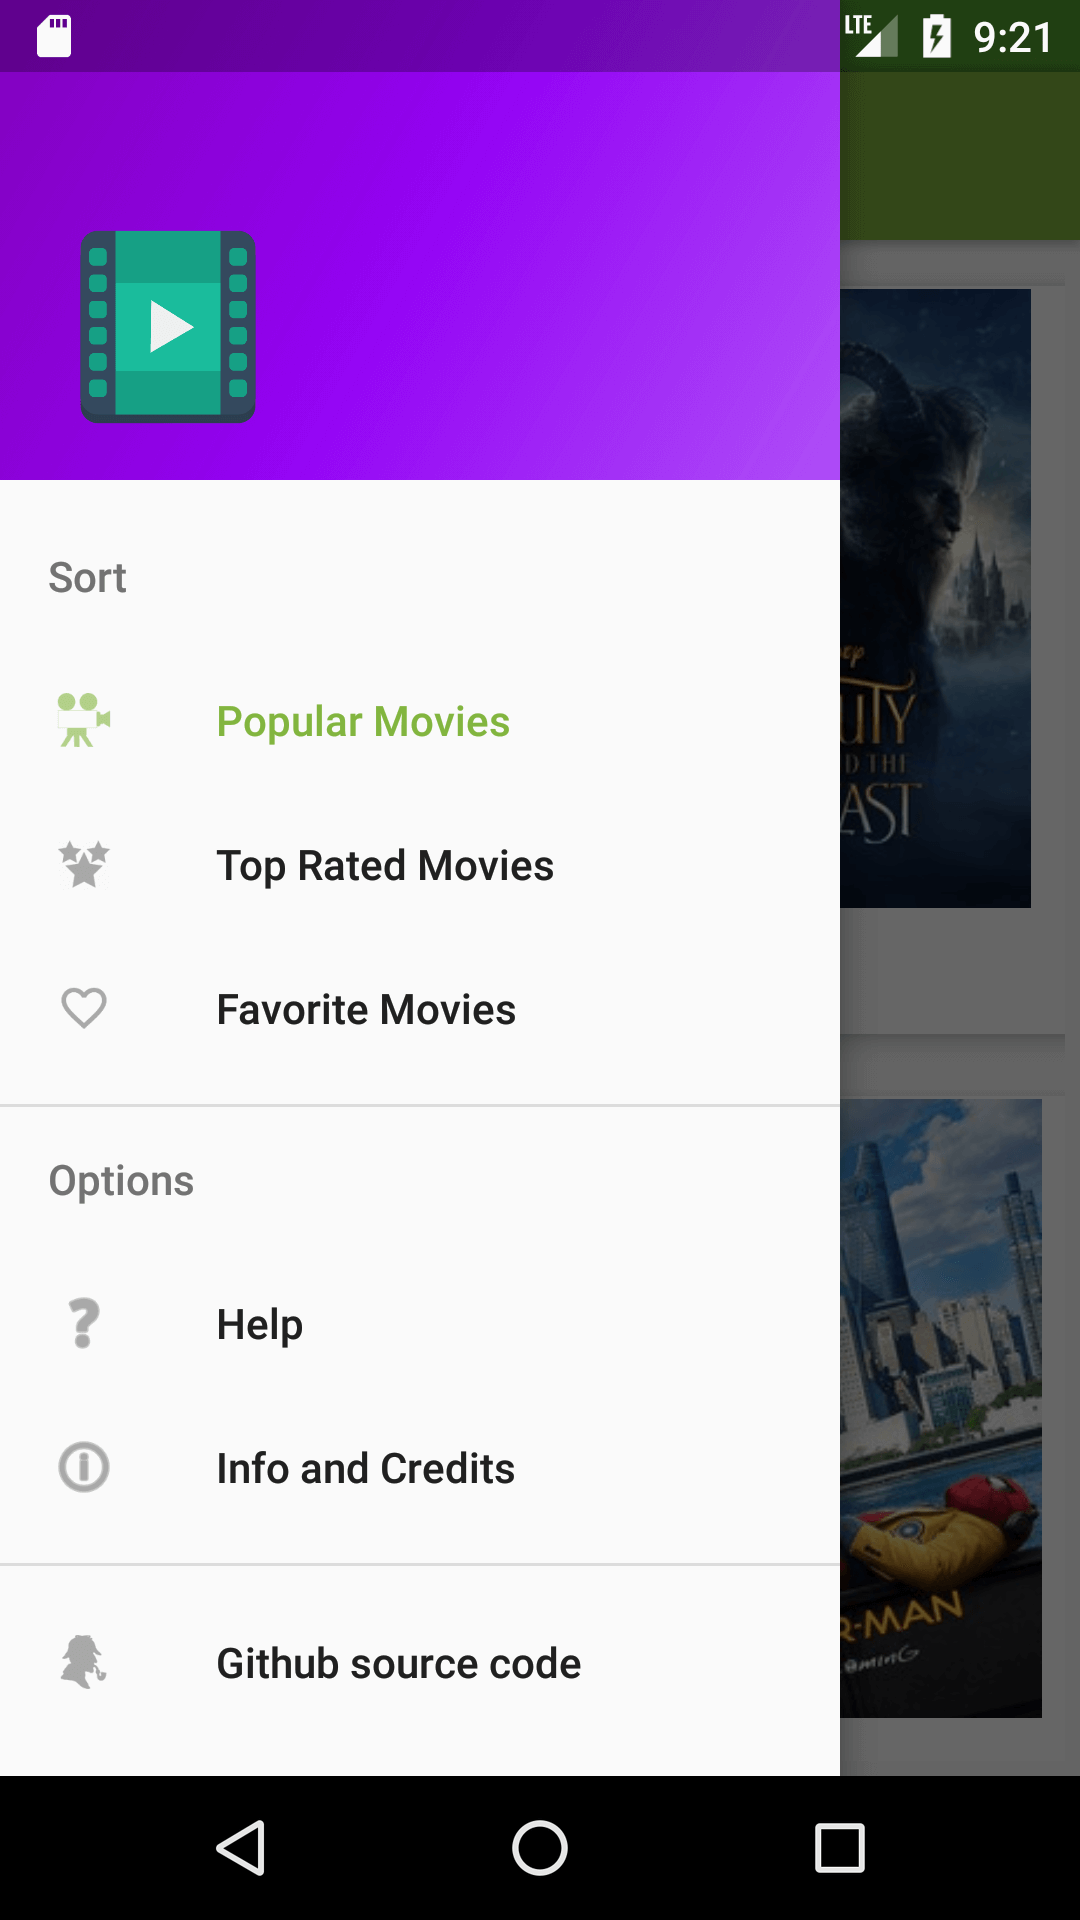 LTE 9:21
Sort
Popular Movies
Top Rated Movies
Favorite Movies
Options
Help
Info and Credits
Github source code
UTY
D THE
AST
R-MAN